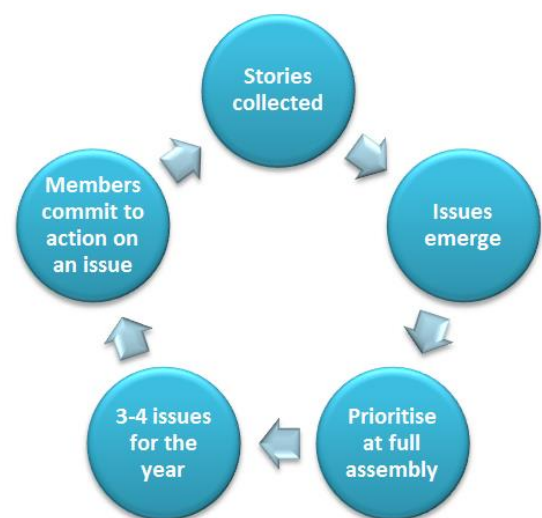 Stories
collected
Issues
emerge
Prioritise
at full
assembly
3-4 issues
for the
year
Members
commit to
action on
an issue